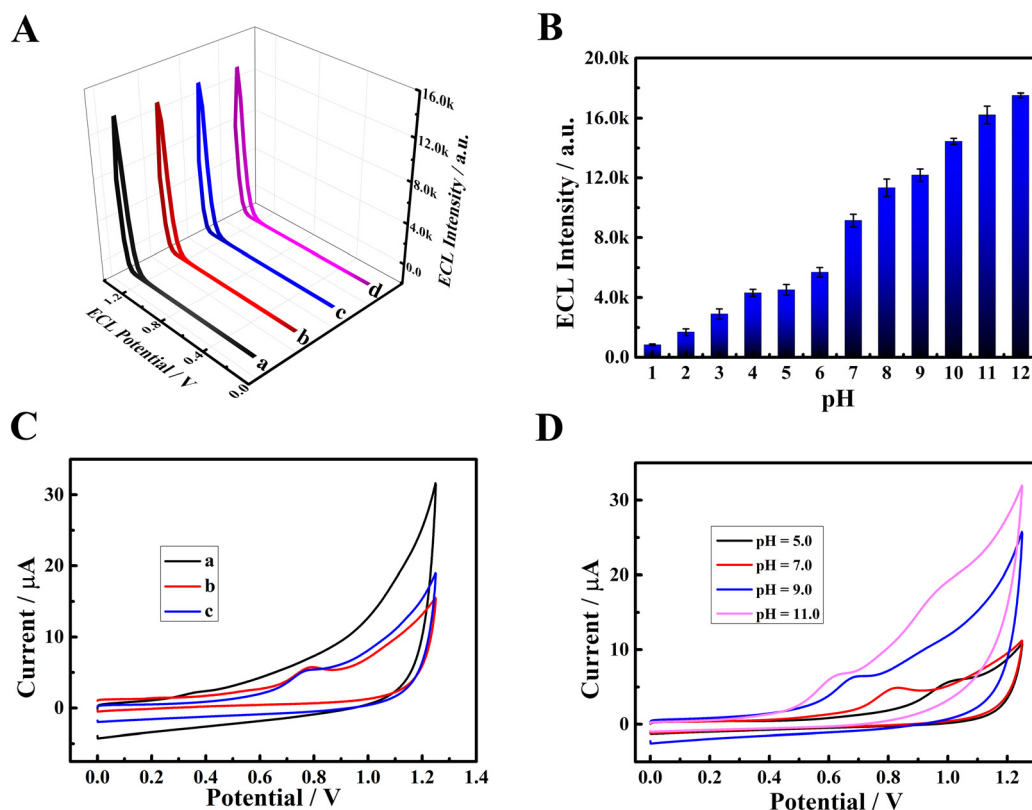 A
16.0k
12.0k
8.0k
4.0k
0.0
ECL Intensity / a.u.
1.2
0.8
0.4
0.0
ECL Potential / V
a
b
c
d
B
20.0k
16.0k
12.0k
8.0k
4.0k
0.0
ECL Intensity / a.u.
1 2 3 4 5 6 7 8 9 10 11 12
pH
C
30
20
10
0
Current / μA
a
b
c
0.0 0.2 0.4 0.6 0.8 1.0 1.2 1.4
Potential / V
D
30
20
10
0
Current / μA
pH = 5.0
pH = 7.0
pH = 9.0
pH = 11.0
0.0 0.2 0.4 0.6 0.8 1.0 1.2
Potential / V